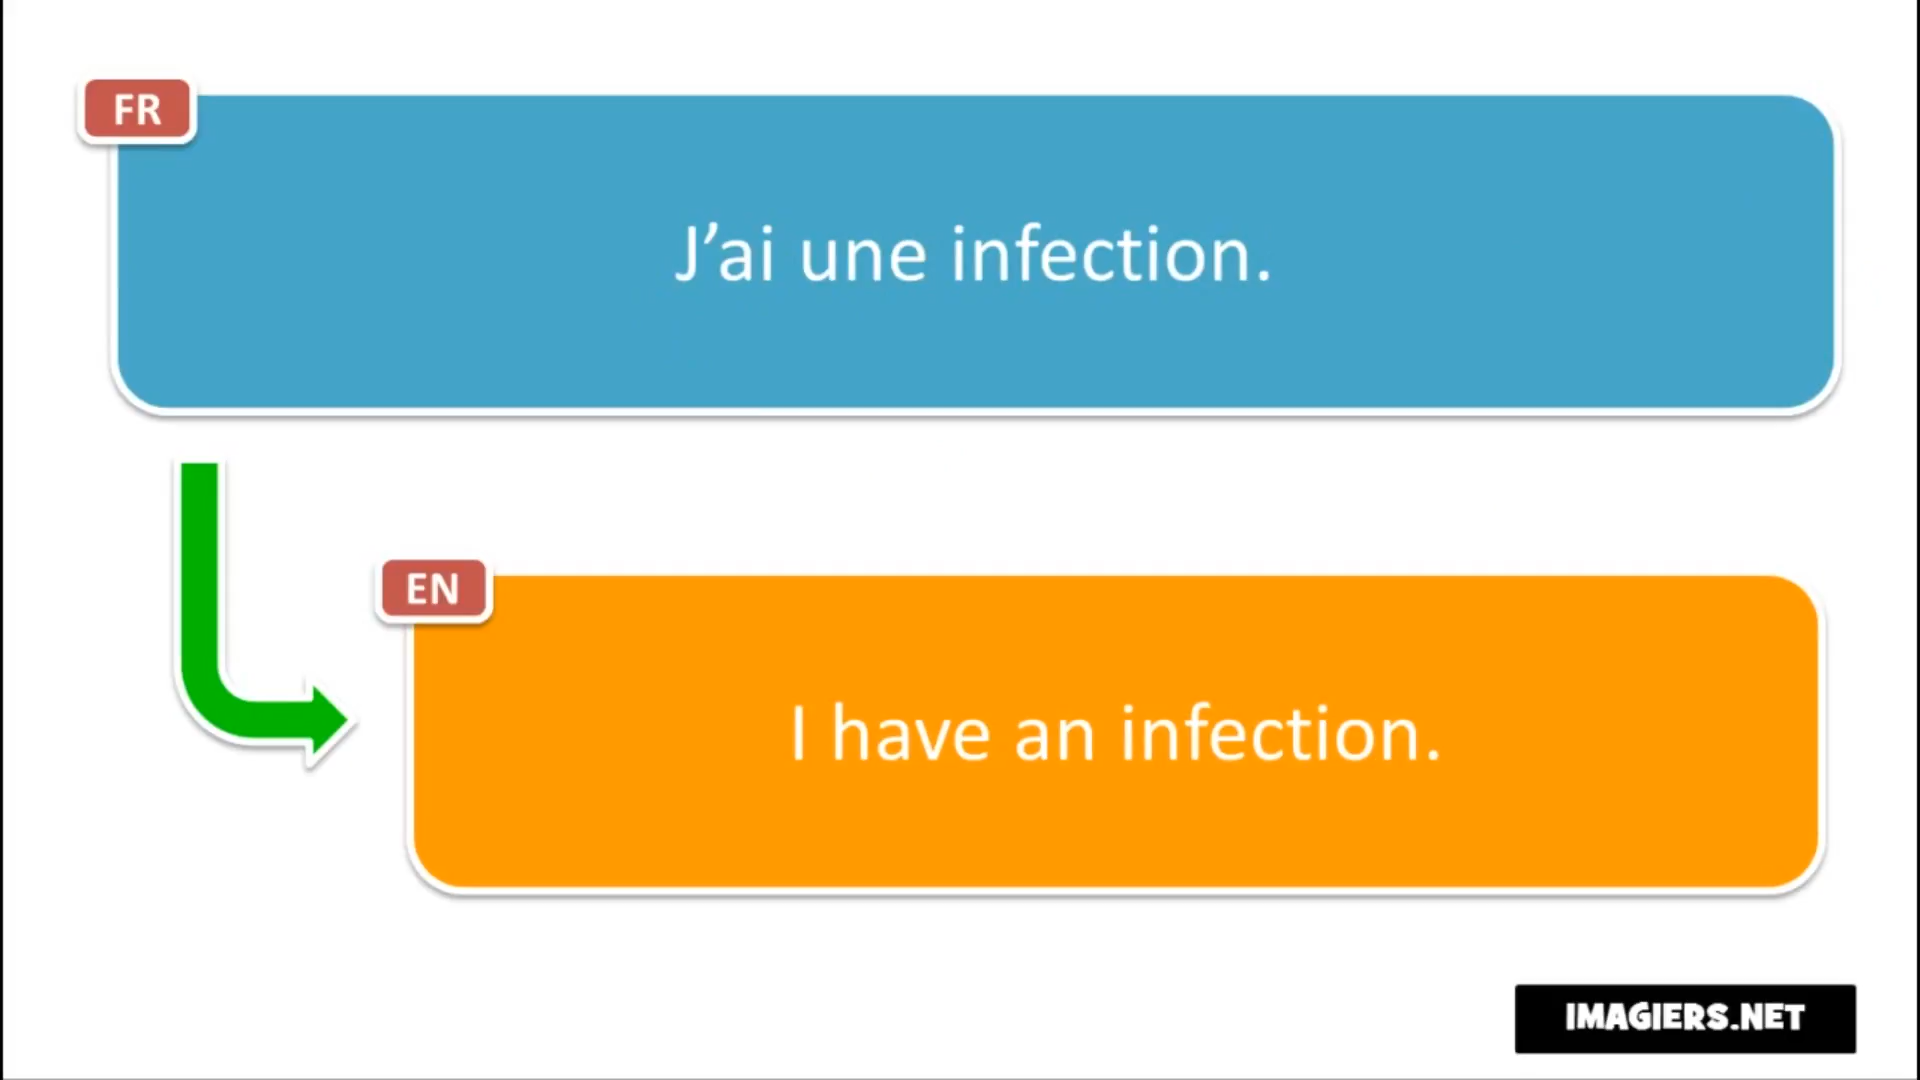 FR
J’ai une infection.
EN
I have an infection.
IMAGIERS.NET